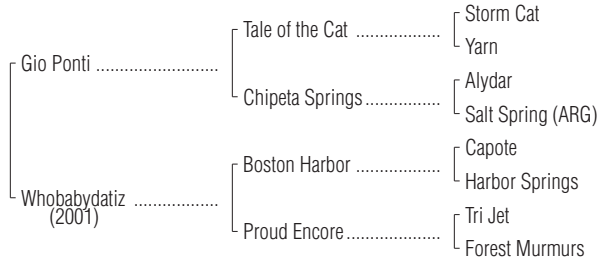 Storm Cat
Tale of the Cat ..................
Yarn
Gio Ponti ..........................
Alydar
Chipeta Springs ................
Salt Spring (ARG)
Capote
Boston Harbor ..................
Harbor Springs
Whobabydatiz ..................
(2001)
Tri Jet
Proud Encore ....................
Forest Murmurs